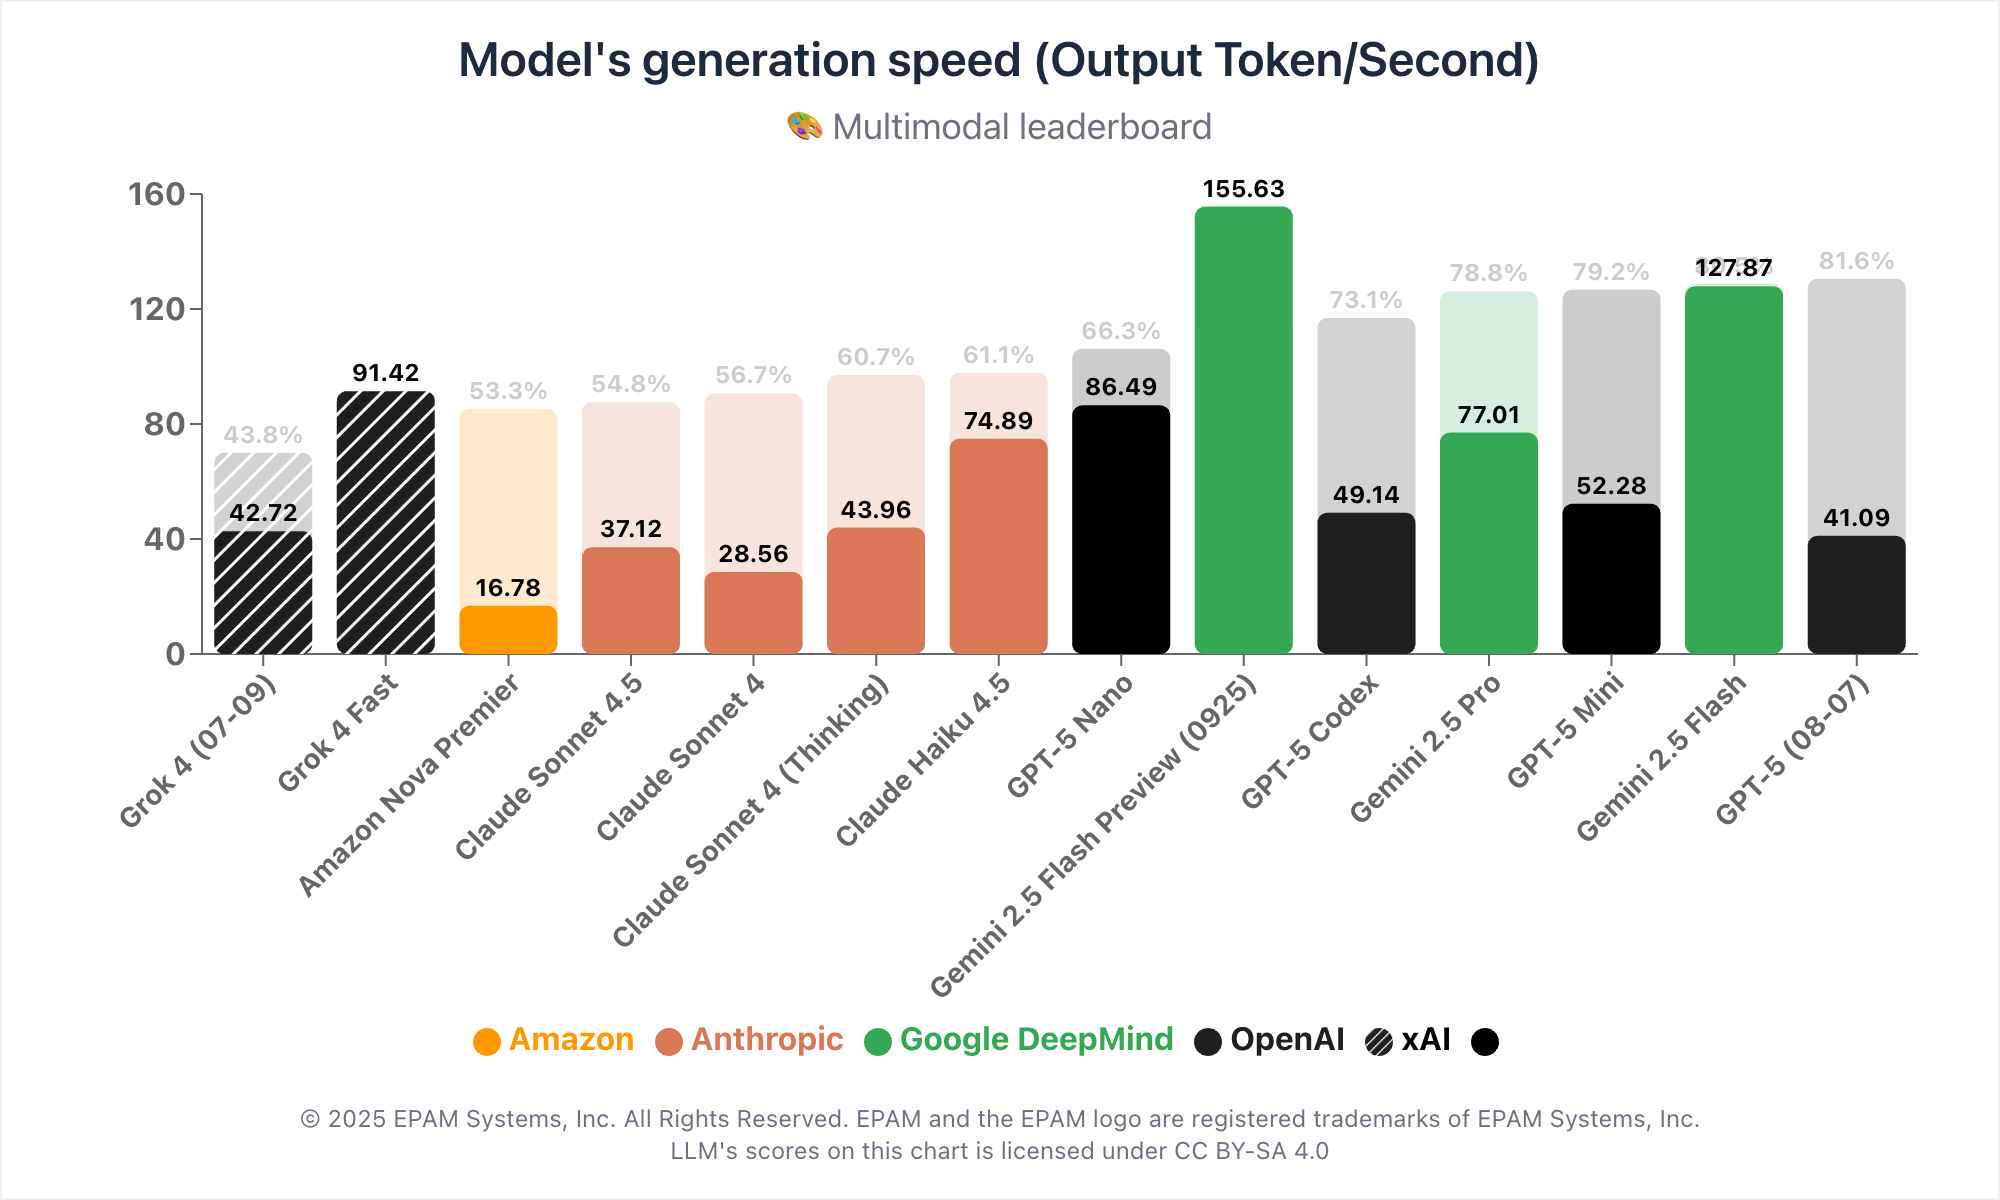 Model's generation speed (Output Token/Second)
🎨 Multimodal leaderboard
160
120
80
40
0
43.8%
42.72
91.42
53.3%
16.78
54.8%
37.12
56.7%
28.56
60.7%
43.96
61.1%
74.89
66.3%
86.49
155.63
73.1%
49.14
78.8%
77.01
79.2%
52.28
127.87
81.6%
41.09
Grok 4 (07-09)
Grok 4 Fast
Amazon Nova Premier
Claude Sonnet 4.5
Claude Sonnet 4
Claude Sonnet 4 (Thinking)
Claude Haiku 4.5
GPT-5 Nano
Gemini 2.5 Flash Preview (0925)
GPT-5 Codex
Gemini 2.5 Pro
GPT-5 Mini
Gemini 2.5 Flash
GPT-5 (08-07)
Amazon Anthropic Google DeepMind OpenAI xAI
© 2025 EPAM Systems, Inc. All Rights Reserved. EPAM and the EPAM logo are registered trademarks of EPAM Systems, Inc.
LLM's scores on this chart is licensed under CC BY-SA 4.0